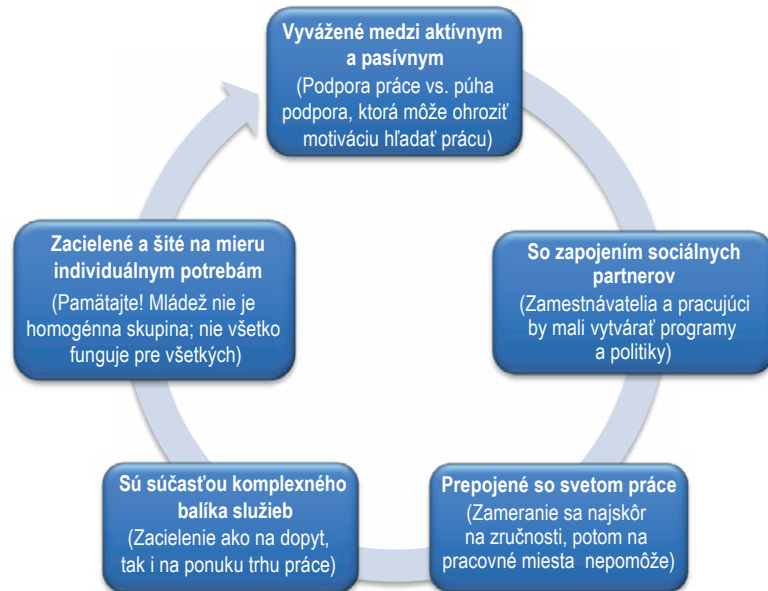 Vyvážené medzi aktívnym
a pasívnym
(Podpora práce vs. púha
podpora, ktorá môže ohroziť
motiváciu hľadať prácu)
So zapojením sociálnych
partnerov
(Zamestnávatelia a pracujúci
by mali vytvárať programy
a politiky)
Prepojené so svetom práce
(Zameranie sa najskôr
na zručnosti, potom na
pracovné miesta nepomôže)
Sú súčasťou komplexného
balíka služieb
(Zacielenie ako na dopyt,
tak i na ponuku trhu práce)
Zacielené a šité na mieru
individuálnym potrebám
(Pamätajte! Mládež nie je
homogénna skupina; nie všetko
funguje pre všetkých)